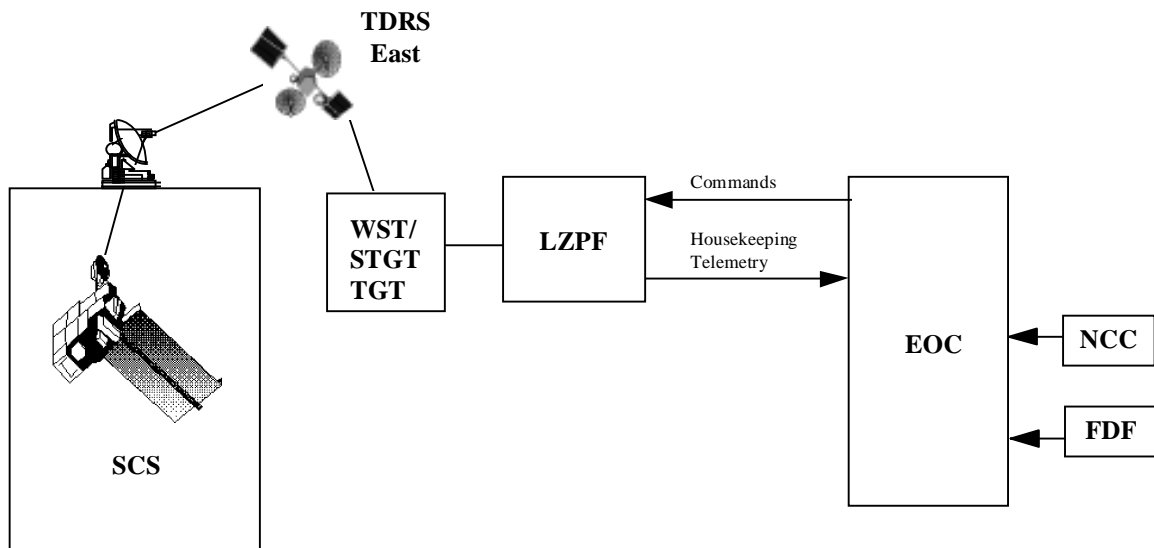 TDRS
East
WST/
STGT
TGT
LZPF
Commands
Housekeeping
Telemetry
EOC
NCC
FDF
SCS